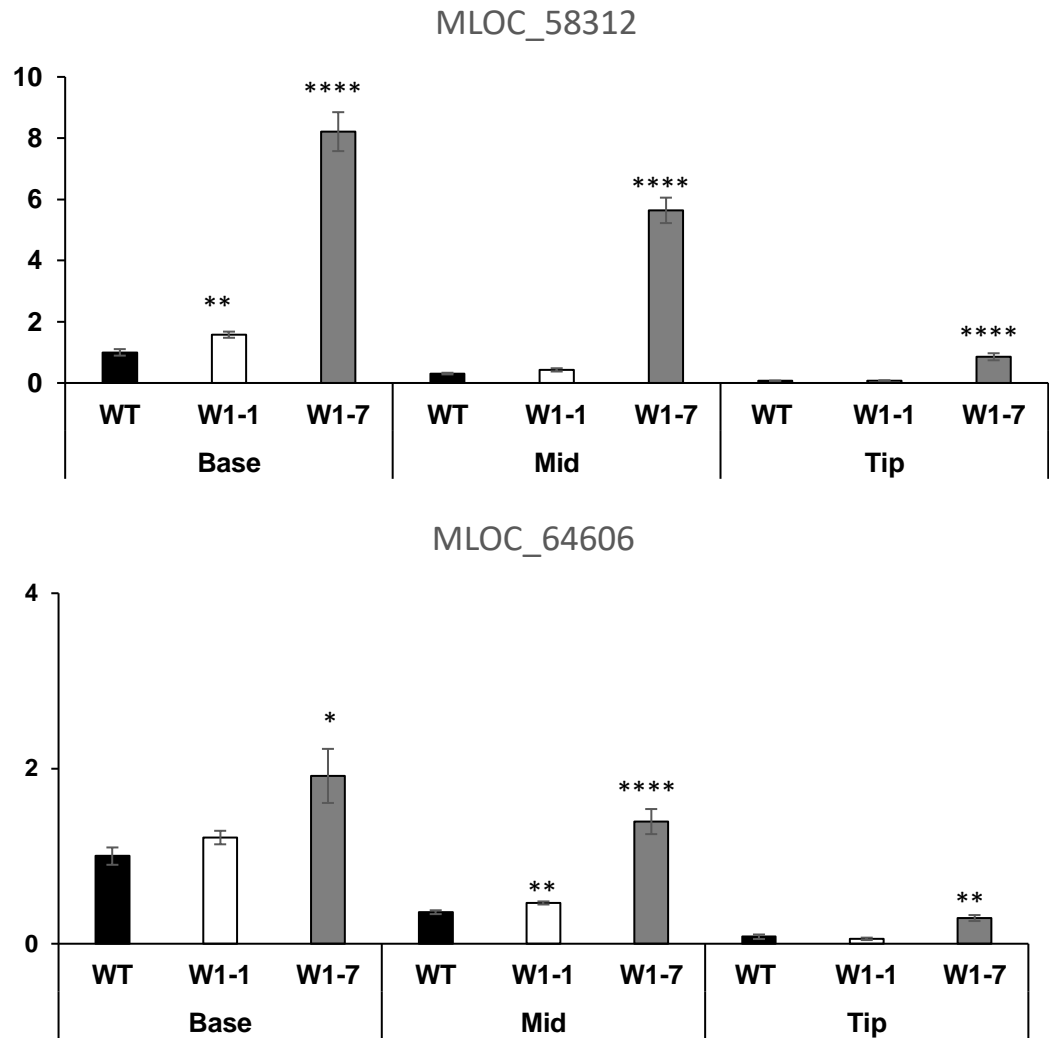 MLOC_58312
10
8
6
4
2
0
****
**
****
****
WT W1-1 W1-7 WT W1-1 W1-7 WT W1-1 W1-7
Base Mid Tip
MLOC_64606
4
2
0
*
****
**
**
WT W1-1 W1-7 WT W1-1 W1-7 WT W1-1 W1-7
Base Mid Tip